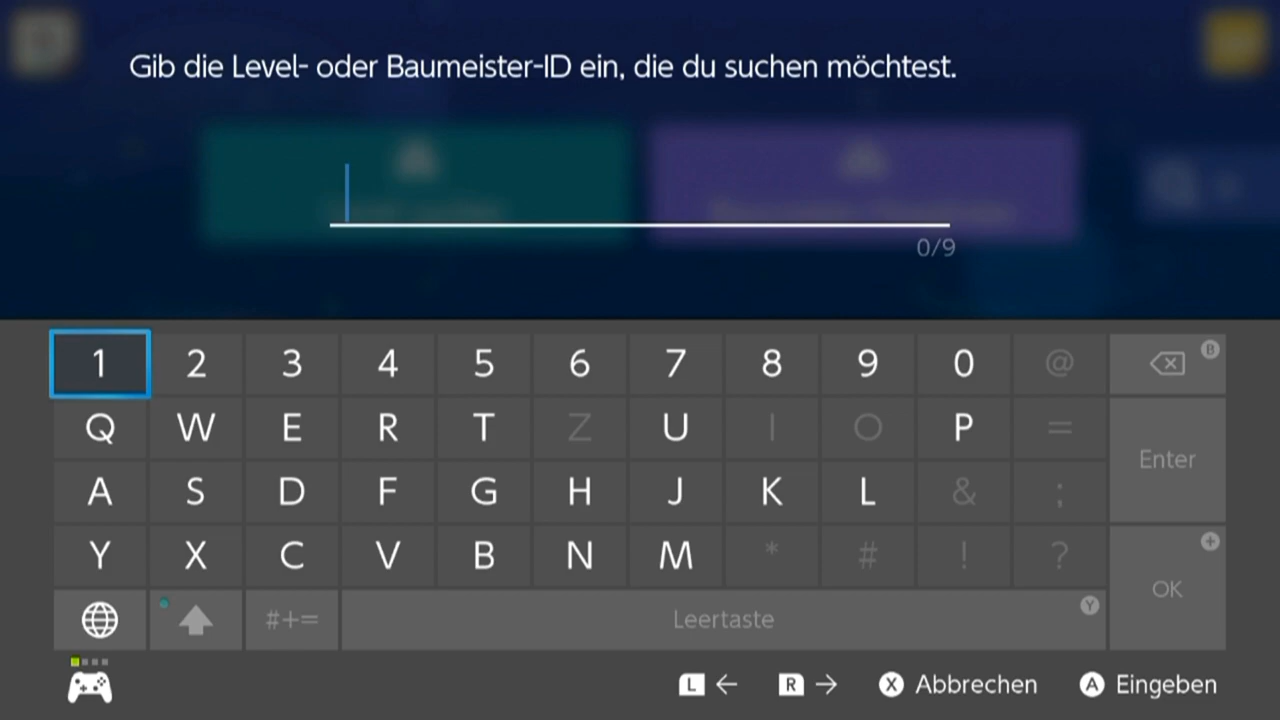 Gib die Level- oder Baumeister-ID ein, die du suchen möchtest.
0/9
1 2 3 4 5 6 7 8 9 0 @ B
Q W E R T Z U I O P =
Enter
A S D F G H J K L & ;
Y X C V B N M * # ! ? +
OK
#+= Leertaste Y
L ← R → X Abbrechen A Eingeben